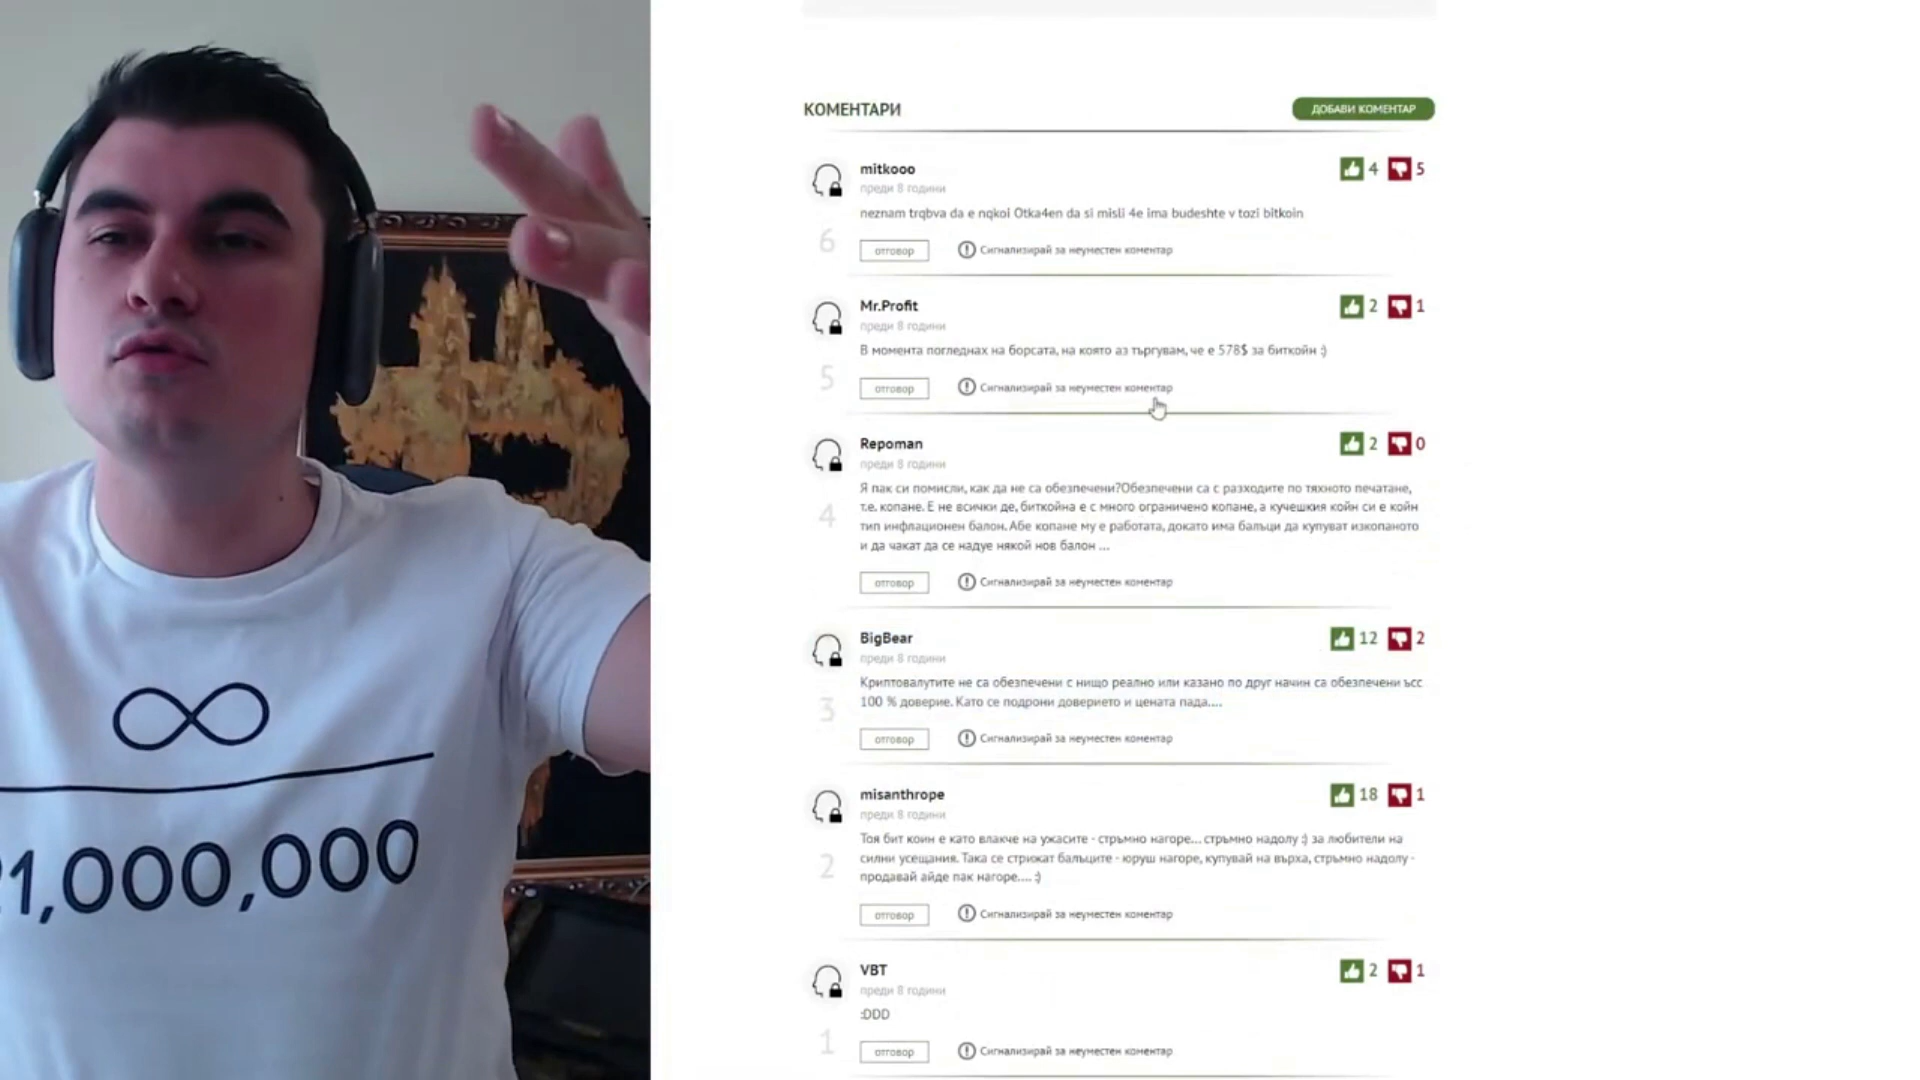 ∞
1,000,000
КОМЕНТАРИ
ДОБАВИ КОМЕНТАР
mitkooo
4
5
преди 8 години
neznam trqbva da e nqkoi Otka4en da si misli 4e ima budeshte v tozi bitkoin
6
отговор
Сигнализирай за неуместен коментар
Mr.Profit
2
1
преди 8 години
В момента погледнах на борсата, на която аз търгувам, че е 578$ за биткойн :)
5
отговор
Сигнализирай за неуместен коментар
Repoman
2
0
преди 8 години
Я пак си помисли, как да не са обезпечени?Обезпечени са с разходите по тяхното печатане,
т.е. копане. Е не всички де, биткойна е с много ограничено копане, а кучешкия койн си е койн
4
тип инфлационен балон. Абе копане му е работата, докато има балъци да купуват изкопаното
и да чакат да се надуе някой нов балон ...
отговор
Сигнализирай за неуместен коментар
BigBear
12
2
преди 8 години
Криптовалутите не са обезпечени с нищо реално или казано по друг начин са обезпечени ъсс
100 % доверие. Като се подрони доверието и цената пада....
3
отговор
Сигнализирай за неуместен коментар
misanthrope
18
1
преди 8 години
Тоя бит коин е като влакче на ужасите - стръмно нагоре... стръмно надолу :) за любители на
силни усещания. Така се стрижат балъците - юруш нагоре, купувай на върха, стръмно надолу -
2
продавай айде пак нагоре.... :)
отговор
Сигнализирай за неуместен коментар
VBT
2
1
преди 8 години
:DDD
1
отговор
Сигнализирай за неуместен коментар